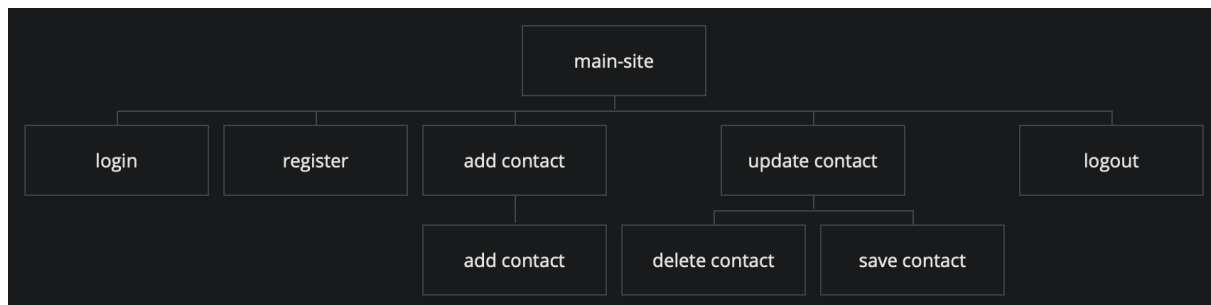 main-site
login
register
add contact
update contact
logout
add contact
delete contact
save contact